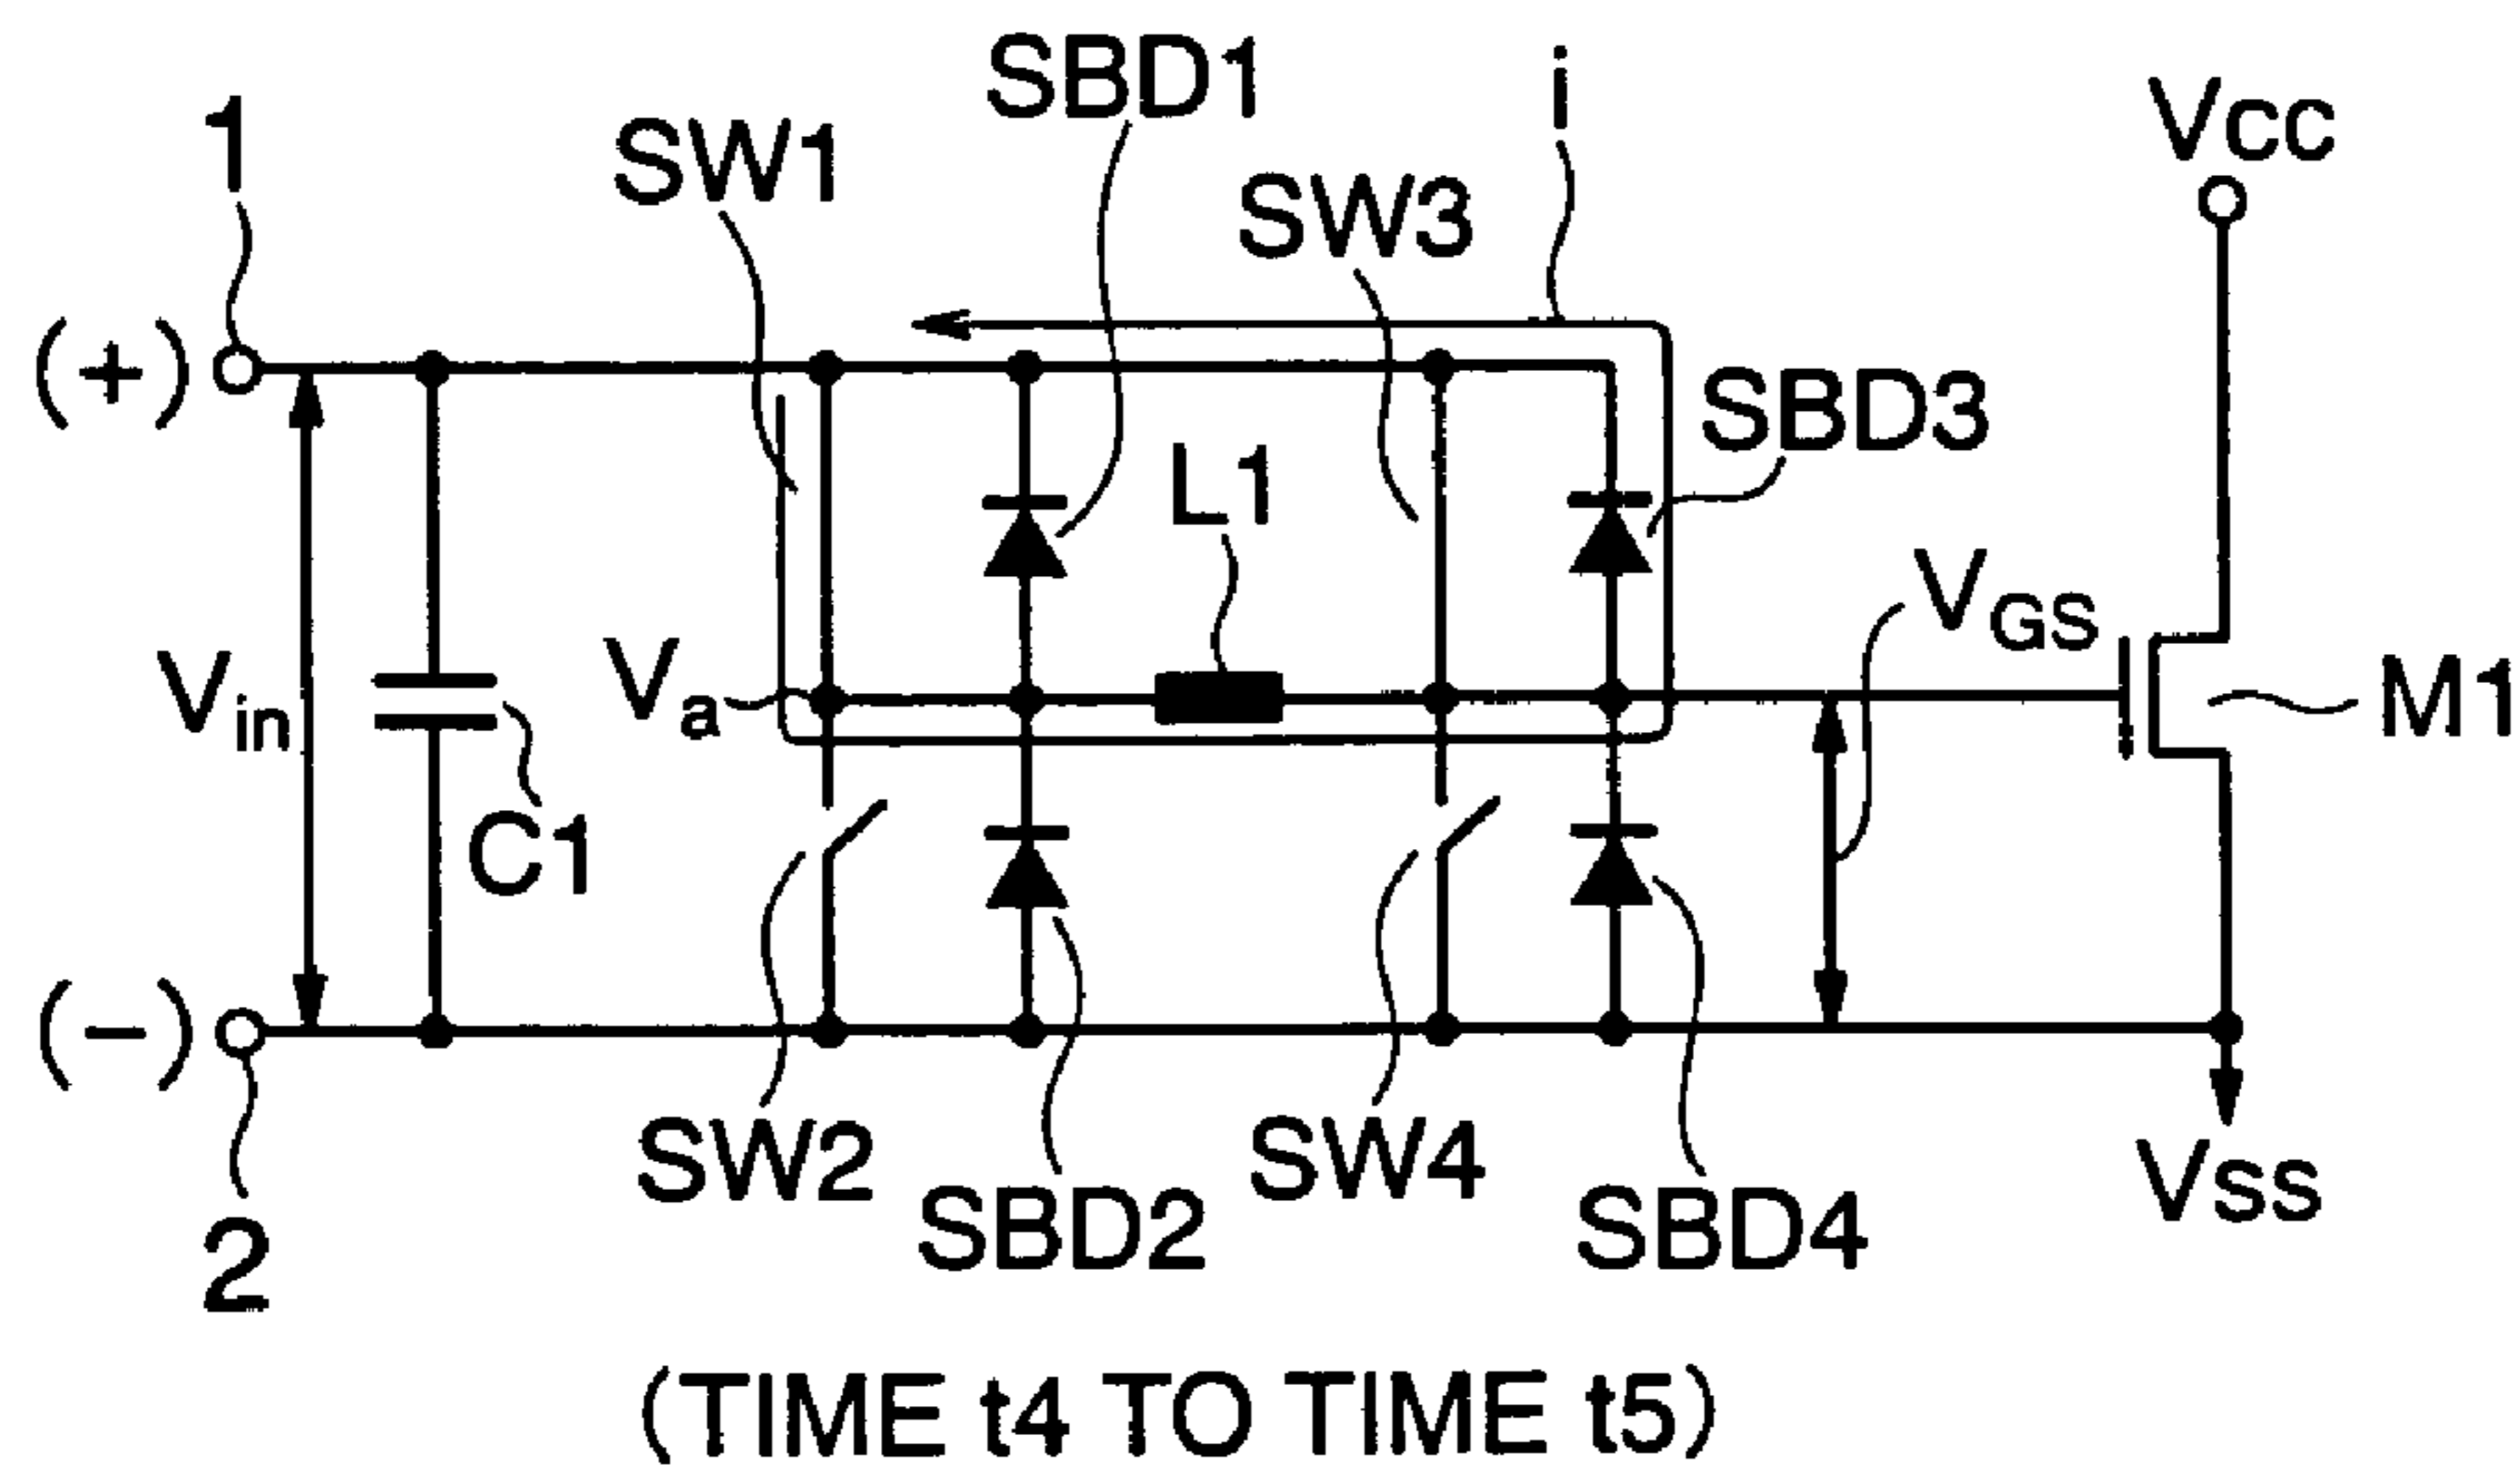 SBD1
i
1
SW1
Vcc
SW3
(+)
SBD3
L1
VGS
Vin
Va
M1
C1
(−)
SW2
SW4
Vss
SBD2
SBD4
2
(TIME t4 TO TIME t5)